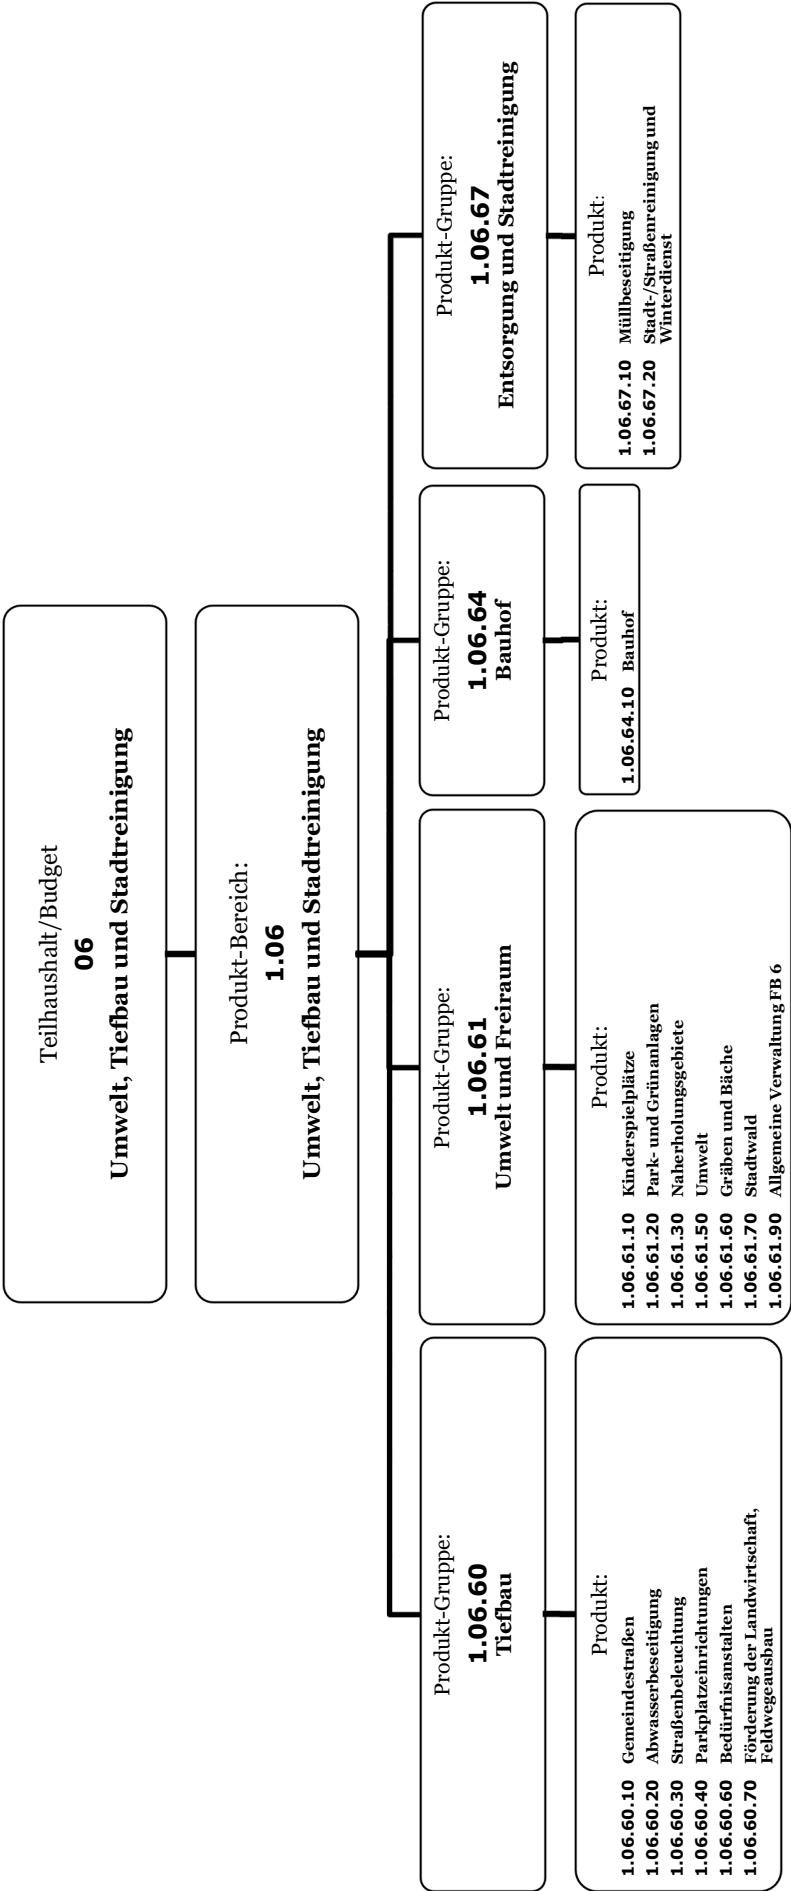 Teilhaushalt/Budget
06
Umwelt, Tiefbau und Stadtreinigung
Produkt-Bereich:
1.06
Umwelt, Tiefbau und Stadtreinigung
Produkt-Gruppe:
1.06.60
Tiefbau
Produkt:
1.06.60.10 Gemeindestraßen
1.06.60.20 Abwasserbeseitigung
1.06.60.30 Straßenbeleuchtung
1.06.60.40 Parkplatzeinrichtungen
1.06.60.60 Bedürfnisanstalten
1.06.60.70 Förderung der Landwirtschaft,
Feldwegeausbau
Produkt-Gruppe:
1.06.61
Umwelt und Freiraum
Produkt:
1.06.61.10 Kinderspielplätze
1.06.61.20 Park- und Grünanlagen
1.06.61.30 Naherholungsgebiete
1.06.61.50 Umwelt
1.06.61.60 Gräben und Bäche
1.06.61.70 Stadtwald
1.06.61.90 Allgemeine Verwaltung FB 6
Produkt-Gruppe:
1.06.64
Bauhof
Produkt:
1.06.64.10 Bauhof
Produkt-Gruppe:
1.06.67
Entsorgung und Stadtreinigung
Produkt:
1.06.67.10 Müllbeseitigung
1.06.67.20 Stadt-/Straßenreinigung und
Winterdienst